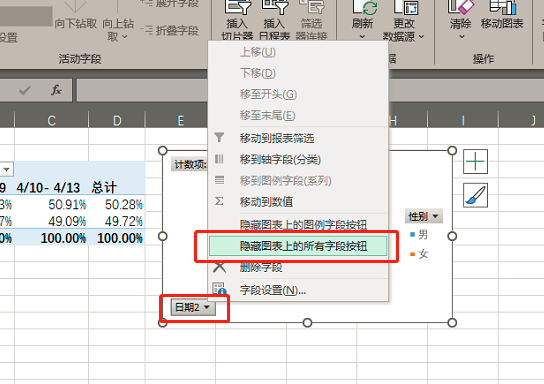 设置
向下钻取
向上钻
取
展开字段
折叠字段
活动字段
插入
切片器
插入
日程表
筛选
器连接
刷新
更改
数据源
数据
清除
移动图表
操作
C D E H I J
4/10- 4/13 总计
50.91% 50.28%
49.09% 49.72%
100.00% 100.00%
计数项:
上移(U)
下移(D)
移至开头(G)
移至末尾(E)
移动到报表筛选
移到轴字段(分类)
移到图例字段(系列)
移动到数值
隐藏图表上的图例字段按钮
隐藏图表上的所有字段按钮
删除字段
字段设置(N)...
性别
男
女
日期2